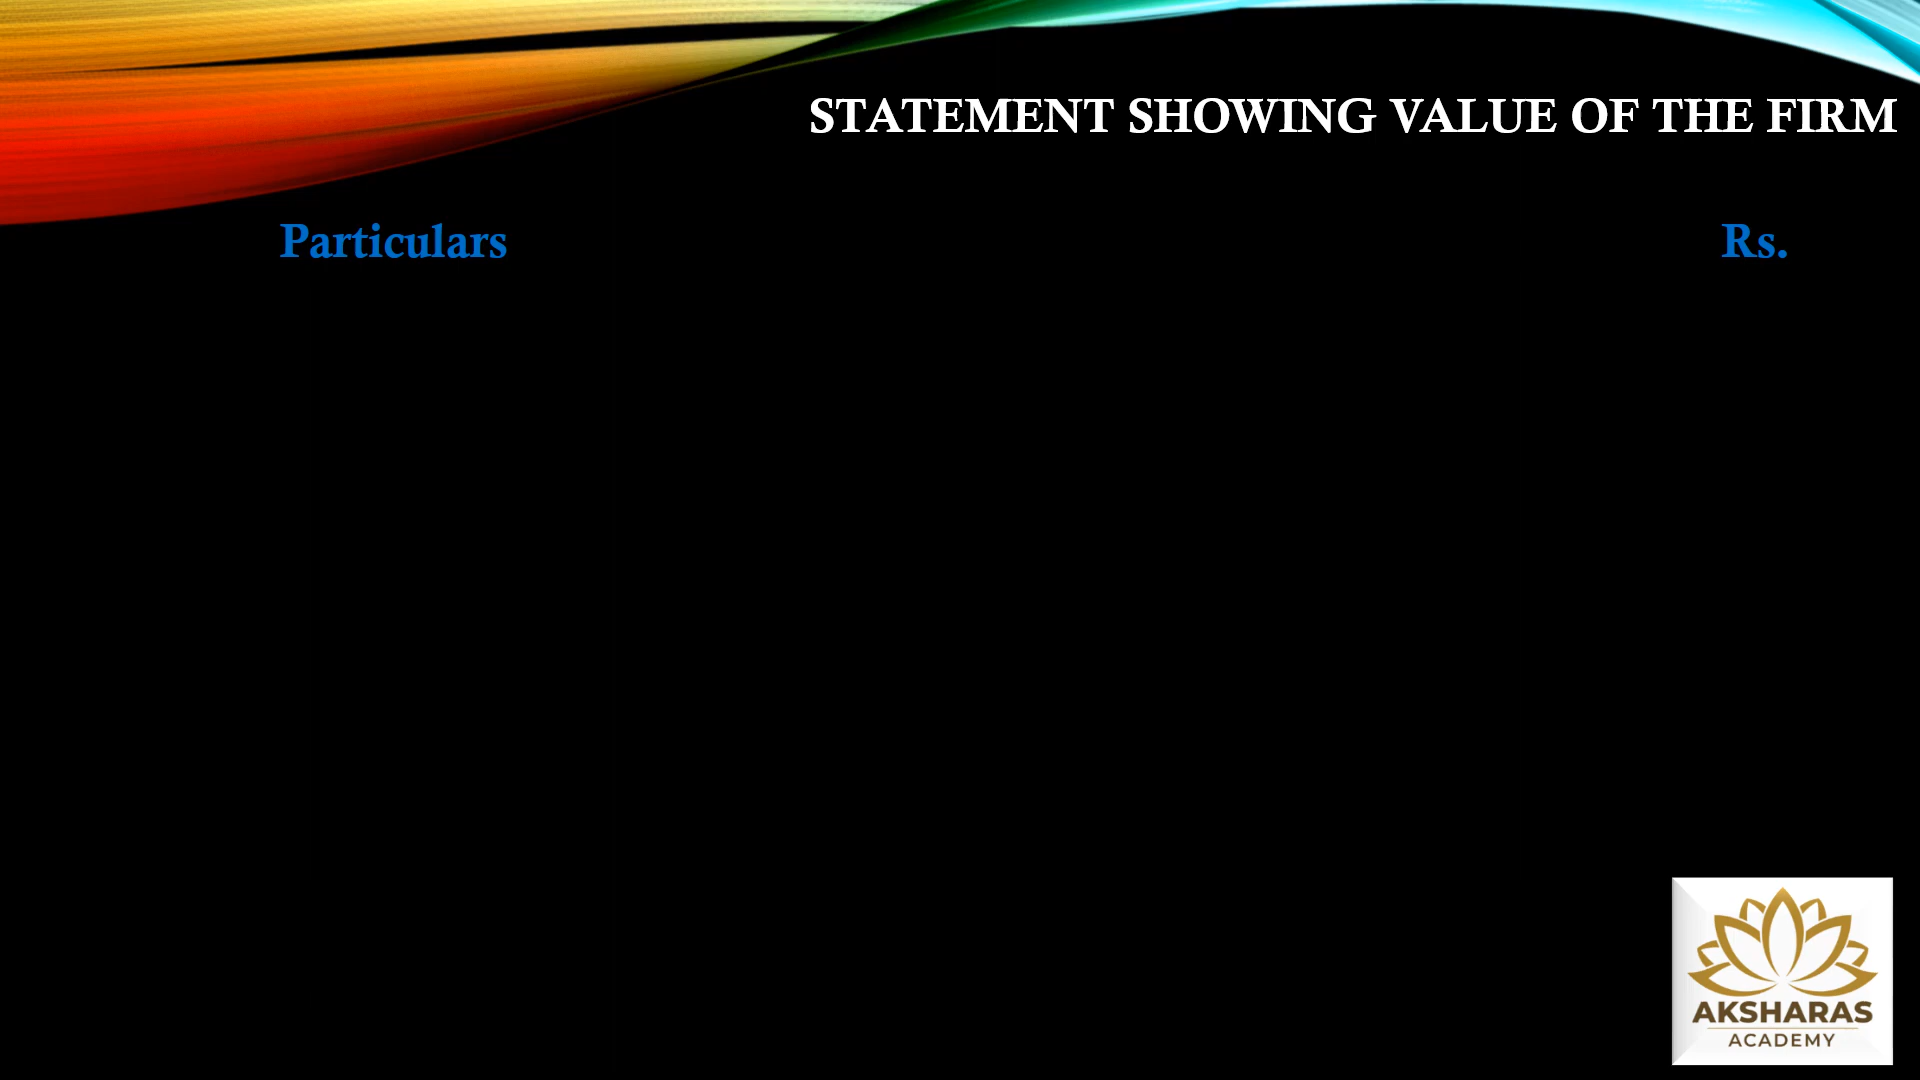 STATEMENT SHOWING VALUE OF THE FIRM
Particulars Rs.
AKSHARAS
ACADEMY